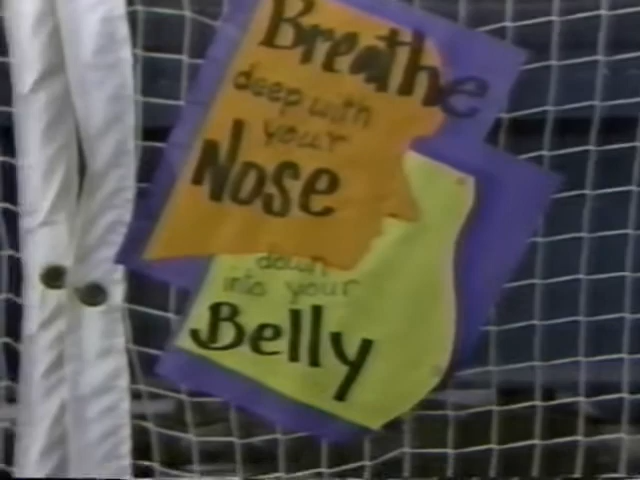 Breathe
deep with
your
Nose
down
into your
Belly